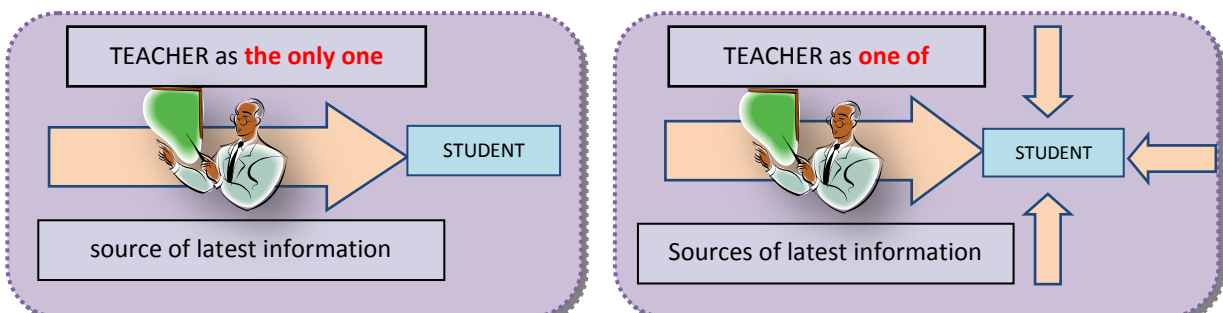 TEACHER as the only one
STUDENT
source of latest information
TEACHER as one of
STUDENT
Sources of latest information